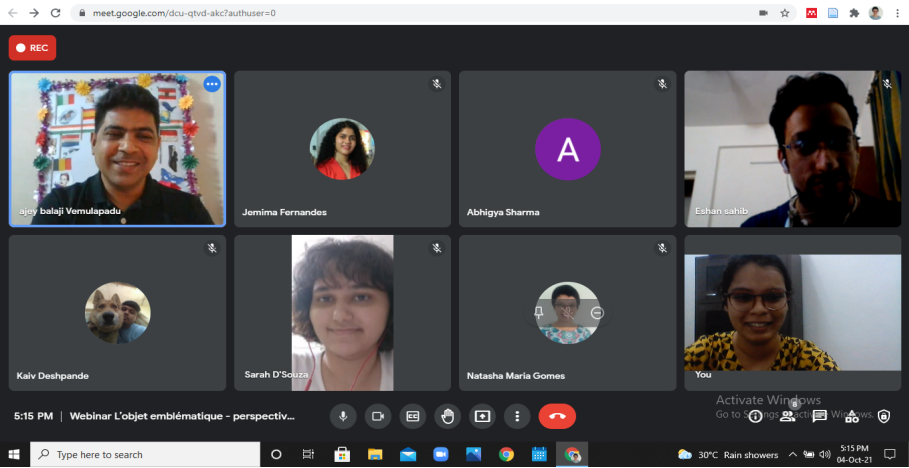 meet.google.com/dcu-qtvd-akc?authuser=0
REC
ajey balaji Vemulapadu
Jemima Fernandes
A
Abhigya Sharma
Eshan sahib
Kaiv Deshpande
Sarah D'Souza
Natasha Maria Gomes
You
5:15 PM | Webinar L'objet emblématique - perspectiv...
8
Activate Windows
Go to Settings to activate Windows.
Type here to search
30°C Rain showers
5:15 PM
04-Oct-21